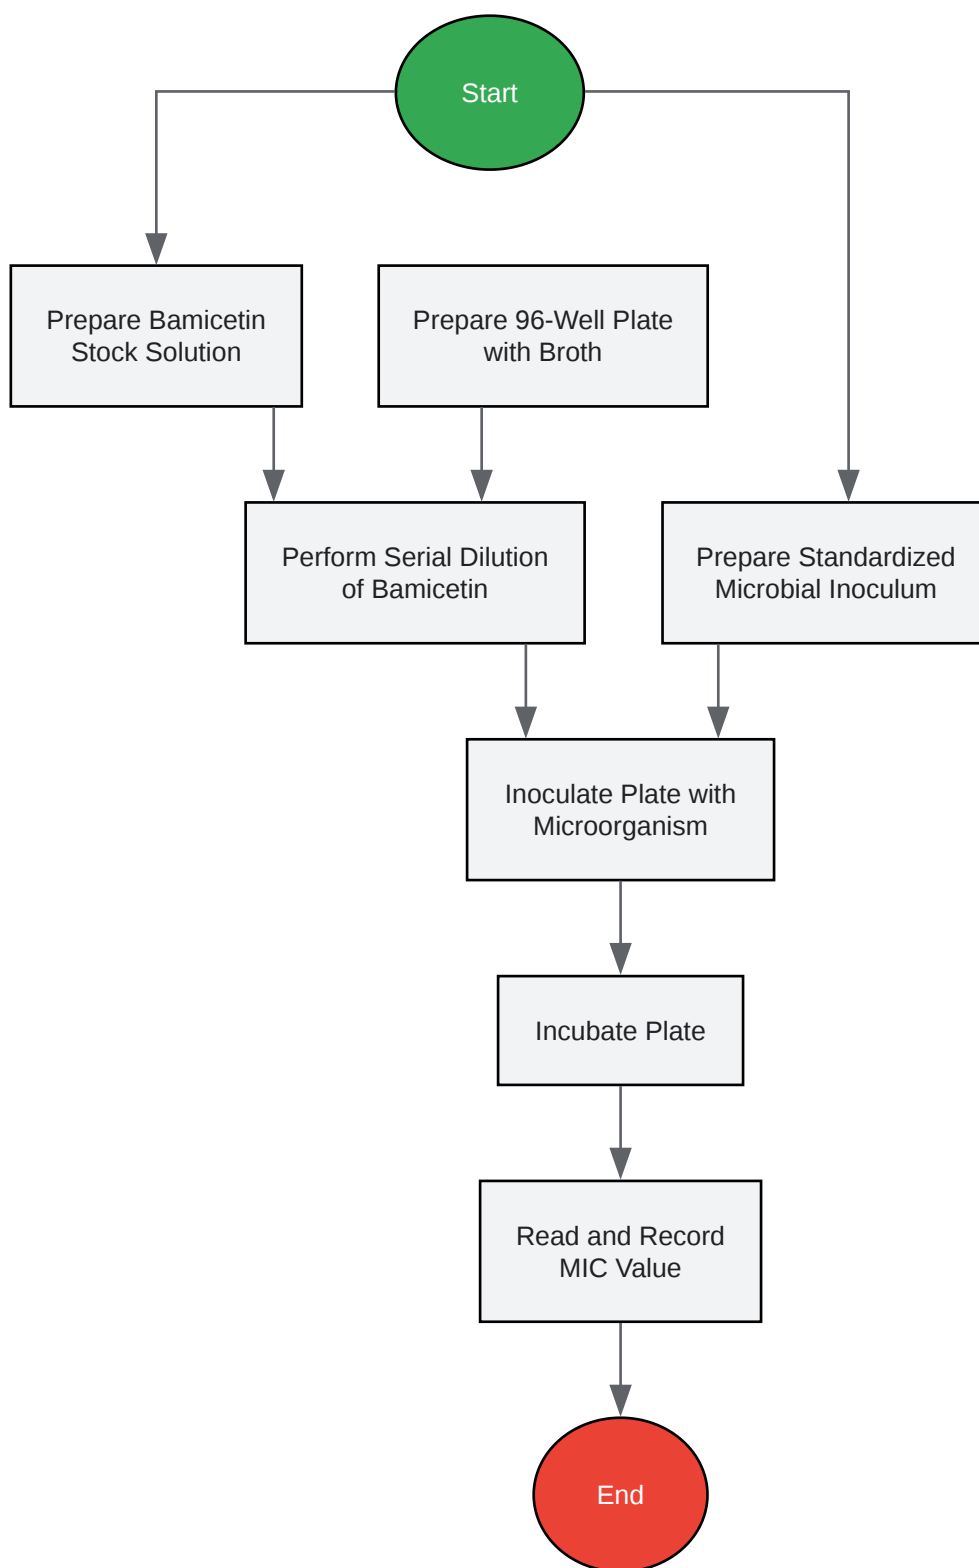 Start
Prepare Bamicetin
Stock Solution
Prepare 96-Well Plate
with Broth
Perform Serial Dilution
of Bamicetin
Prepare Standardized
Microbial Inoculum
Inoculate Plate with
Microorganism
Incubate Plate
Read and Record
MIC Value
End